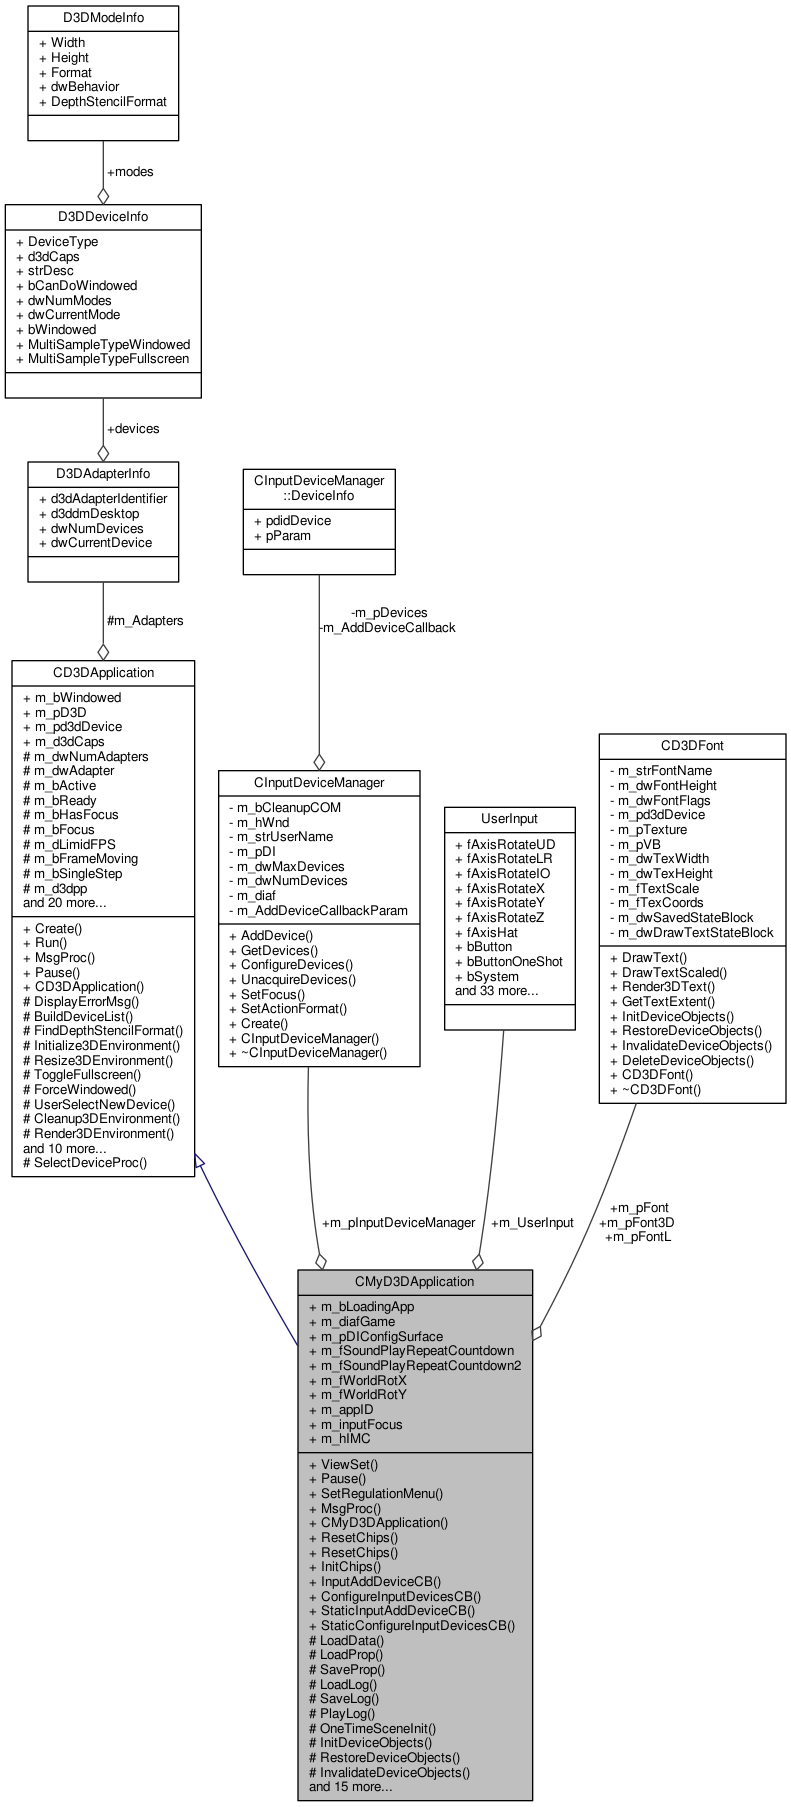 D3DModeInfo
+ Width
+ Height
+ Format
+ dwBehavior
+ DepthStencilFormat
+modes
D3DDeviceInfo
+ DeviceType
+ d3dCaps
+ strDesc
+ bCanDoWindowed
+ dwNumModes
+ dwCurrentMode
+ bWindowed
+ MultiSampleTypeWindowed
+ MultiSampleTypeFullscreen
+devices
D3DAdapterInfo
+ d3dAdapterIdentifier
+ d3ddmDesktop
+ dwNumDevices
+ dwCurrentDevice
#m_Adapters
CD3DApplication
+ m_bWindowed
+ m_pD3D
+ m_pd3dDevice
+ m_d3dCaps
# m_dwNumAdapters
# m_dwAdapter
# m_bActive
# m_bReady
# m_bHasFocus
# m_bFocus
# m_dLimidFPS
# m_bFrameMoving
# m_bSingleStep
# m_d3dpp
and 20 more...
+ Create()
+ Run()
+ MsgProc()
+ Pause()
+ CD3DApplication()
# DisplayErrorMsg()
# BuildDeviceList()
# FindDepthStencilFormat()
# Initialize3DEnvironment()
# Resize3DEnvironment()
# ToggleFullscreen()
# ForceWindowed()
# UserSelectNewDevice()
# Cleanup3DEnvironment()
# Render3DEnvironment()
and 10 more...
# SelectDeviceProc()
CInputDeviceManager
::DeviceInfo
+ pdidDevice
+ pParam
-m_pDevices
-m_AddDeviceCallback
CInputDeviceManager
- m_bCleanupCOM
- m_hWnd
- m_strUserName
- m_pDI
- m_dwMaxDevices
- m_dwNumDevices
- m_diaf
- m_AddDeviceCallbackParam
+ AddDevice()
+ GetDevices()
+ ConfigureDevices()
+ UnacquireDevices()
+ SetFocus()
+ SetActionFormat()
+ Create()
+ CInputDeviceManager()
+ ~CInputDeviceManager()
+m_pInputDeviceManager
UserInput
+ fAxisRotateUD
+ fAxisRotateLR
+ fAxisRotateIO
+ fAxisRotateX
+ fAxisRotateY
+ fAxisRotateZ
+ fAxisHat
+ bButton
+ bButtonOneShot
+ bSystem
and 33 more...
+m_UserInput
CD3DFont
- m_strFontName
- m_dwFontHeight
- m_dwFontFlags
- m_pd3dDevice
- m_pTexture
- m_pVB
- m_dwTexWidth
- m_dwTexHeight
- m_fTextScale
- m_fTexCoords
- m_dwSavedStateBlock
- m_dwDrawTextStateBlock
+ DrawText()
+ DrawTextScaled()
+ Render3DText()
+ GetTextExtent()
+ InitDeviceObjects()
+ RestoreDeviceObjects()
+ InvalidateDeviceObjects()
+ DeleteDeviceObjects()
+ CD3DFont()
+ ~CD3DFont()
+m_pFont
+m_pFont3D
+m_pFontL
CMyD3DApplication
+ m_bLoadingApp
+ m_diafGame
+ m_pDIConfigSurface
+ m_fSoundPlayRepeatCountdown
+ m_fSoundPlayRepeatCountdown2
+ m_fWorldRotX
+ m_fWorldRotY
+ m_appID
+ m_inputFocus
+ m_hIMC
+ ViewSet()
+ Pause()
+ SetRegulationMenu()
+ MsgProc()
+ CMyD3DApplication()
+ ResetChips()
+ ResetChips()
+ InitChips()
+ InputAddDeviceCB()
+ ConfigureInputDevicesCB()
+ StaticInputAddDeviceCB()
+ StaticConfigureInputDevicesCB()
# LoadData()
# LoadProp()
# SaveProp()
# LoadLog()
# SaveLog()
# PlayLog()
# OneTimeSceneInit()
# InitDeviceObjects()
# RestoreDeviceObjects()
# InvalidateDeviceObjects()
and 15 more...